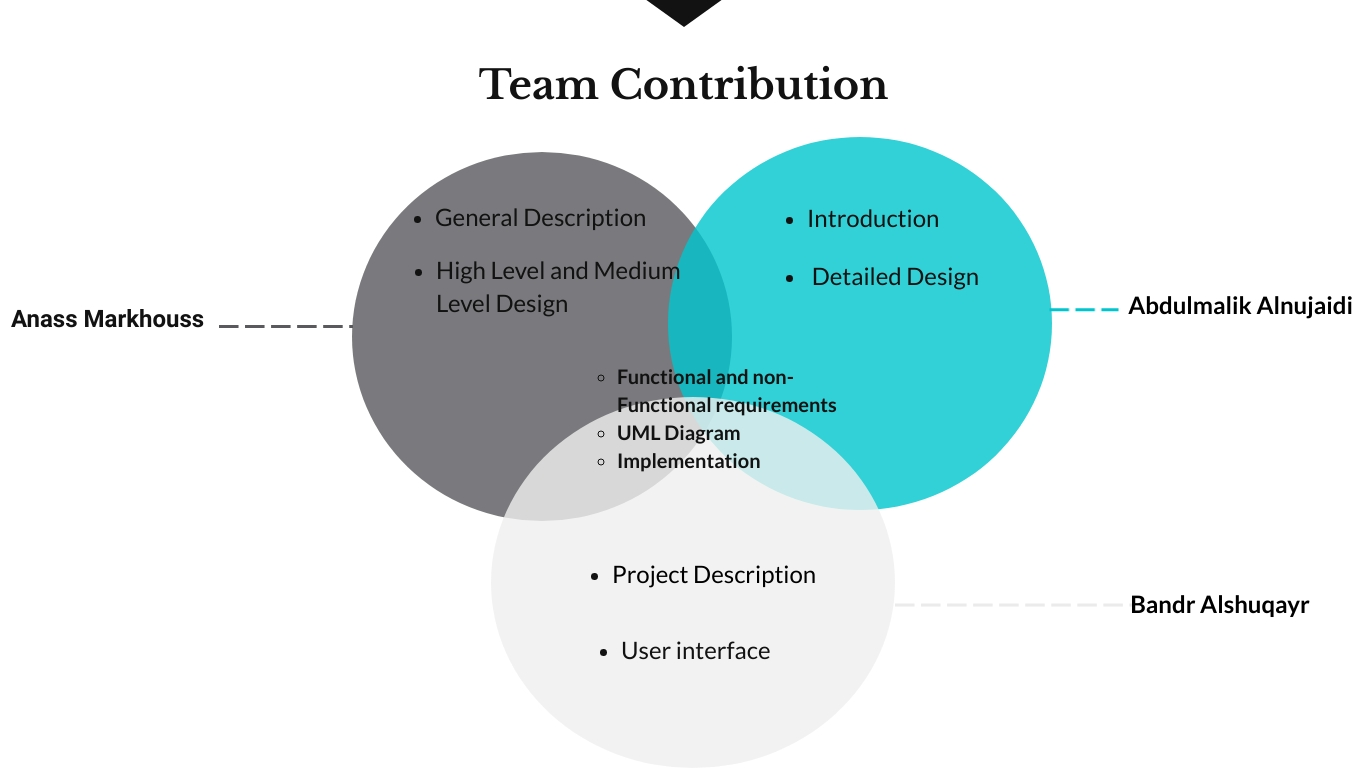 Team Contribution
• General Description
• High Level and Medium
Level Design
• Introduction
• Detailed Design
Anass Markhouss
Abdulmalik Alnujaidi
◦ Functional and non-
Functional requirements
◦ UML Diagram
◦ Implementation
• Project Description
• User interface
Bandr Alshuqayr